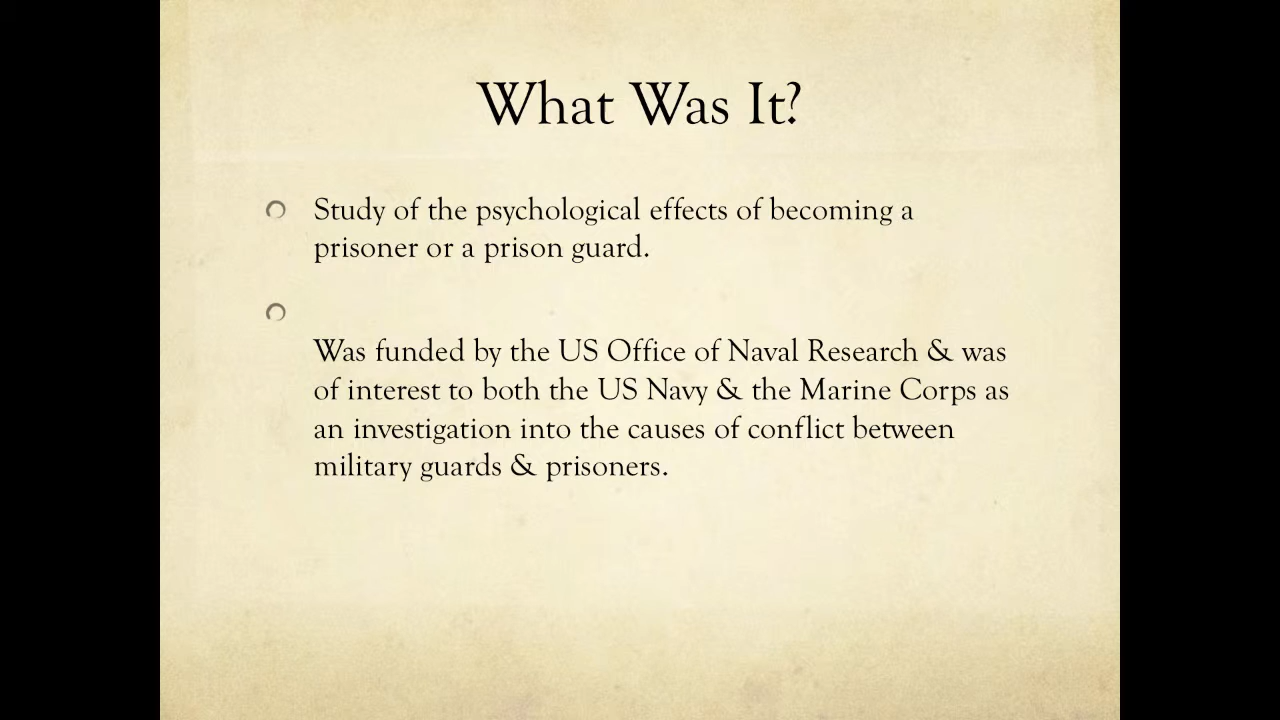 What Was It?
Study of the psychological effects of becoming a
prisoner or a prison guard.
Was funded by the US Office of Naval Research & was
of interest to both the US Navy & the Marine Corps as
an investigation into the causes of conflict between
military guards & prisoners.